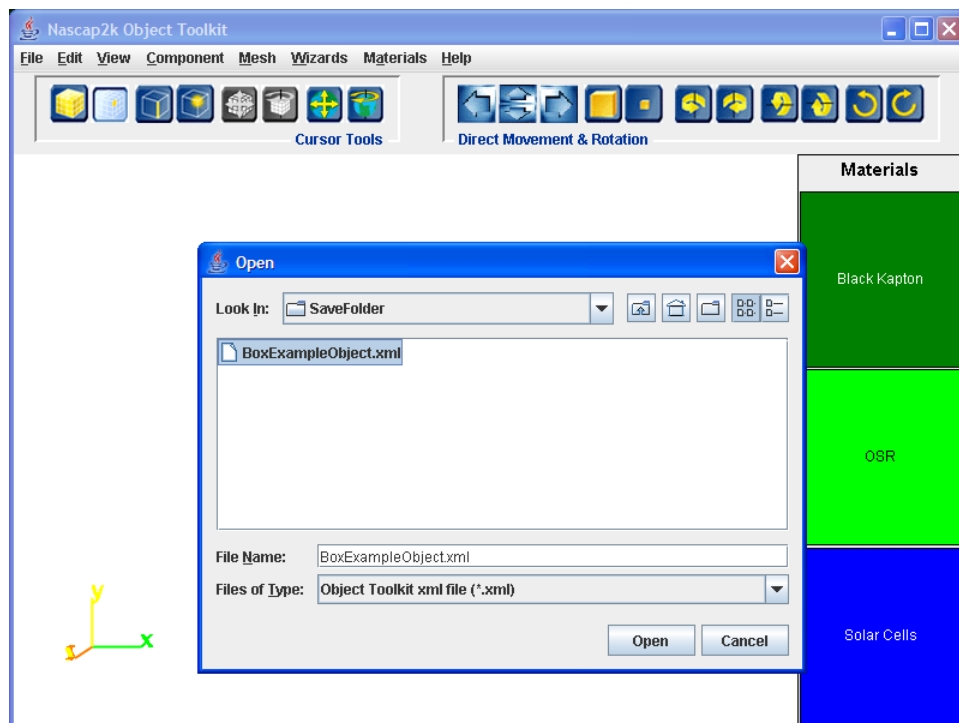 Nascap2k Object Toolkit
File Edit View Component Mesh Wizards Materials Help
Cursor Tools
Direct Movement & Rotation
Materials
Black Kapton
OSR
Solar Cells
Open
Look In: SaveFolder
BoxExampleObject.xml
File Name: BoxExampleObject.xml
Files of Type: Object Toolkit xml file (*.xml)
Open Cancel
y
x
z